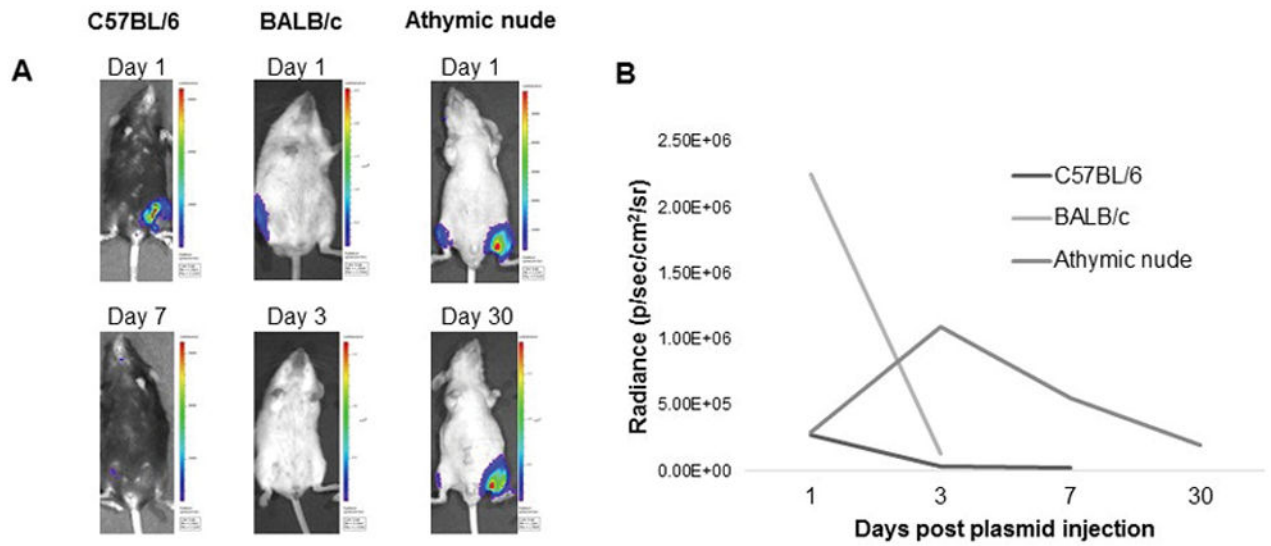 C57BL/6 BALB/c Athymic nude
A
Day 1 Day 1 Day 1
Day 7 Day 3 Day 30
B
Radiance (p/sec/cm²/sr)
2.50E+06
2.00E+06
1.50E+06
1.00E+06
5.00E+05
0.00E+00
C57BL/6
BALB/c
Athymic nude
1 3 7 30
Days post plasmid injection